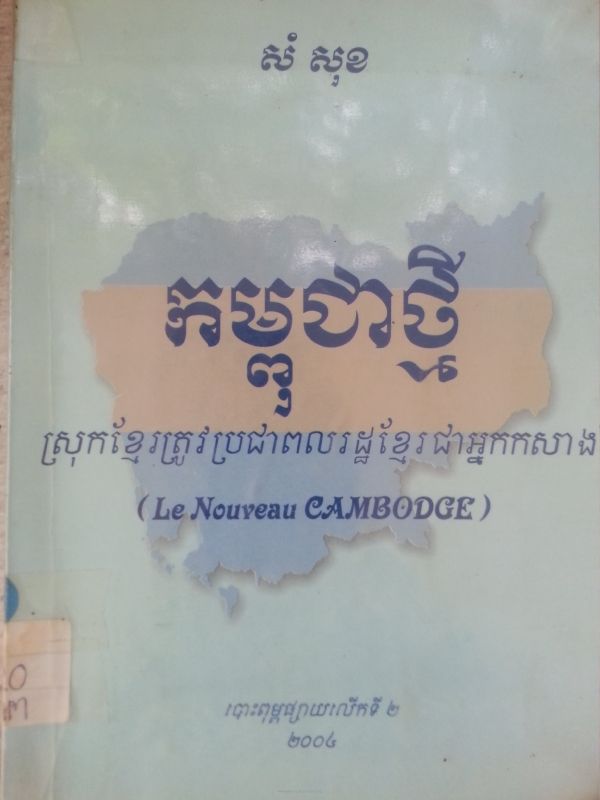 សំ សុខ
កម្ពុជាថ្មី
ស្រុកខ្មែរត្រូវប្រជាពលរដ្ឋខ្មែរជាអ្នកកសាង
(Le Nouveau CAMBODGE)
បោះពុម្ពផ្សាយលើកទី ២
២០០៤